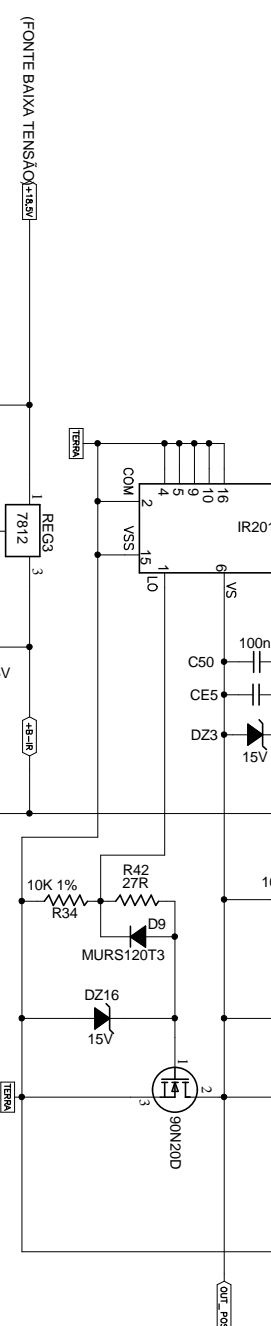 (FONTE BAIXA TENSÃO)
+18,5V
TERRA
COM
VSS
LO
VS
4
5
9
10
16
2
15
1
6
IR201
REG3
7812
1
3
V
+B-IR
100n
C50
CE5
DZ3
15V
10
10K 1%
R34
R42
27R
D9
MURS120T3
DZ16
15V
1
2
3
90N20D
TERRA
OUT_POS